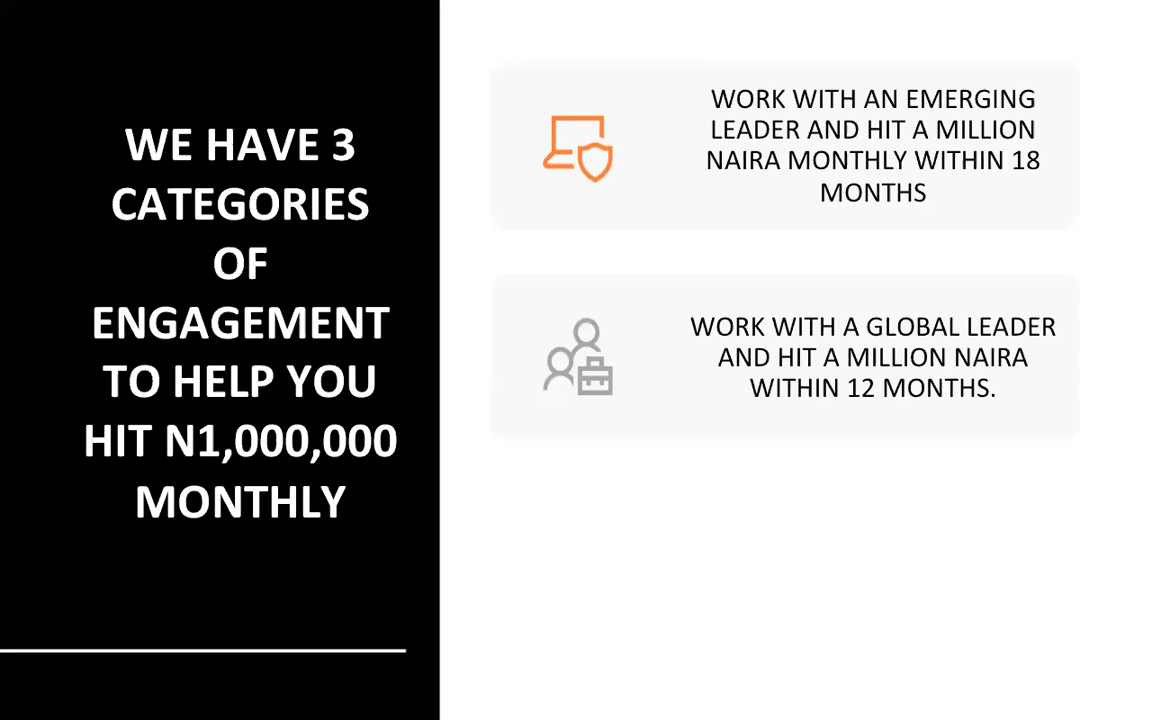 WE HAVE 3
CATEGORIES
OF
ENGAGEMENT
TO HELP YOU
HIT N1,000,000
MONTHLY
WORK WITH AN EMERGING
LEADER AND HIT A MILLION
NAIRA MONTHLY WITHIN 18
MONTHS
WORK WITH A GLOBAL LEADER
AND HIT A MILLION NAIRA
WITHIN 12 MONTHS.